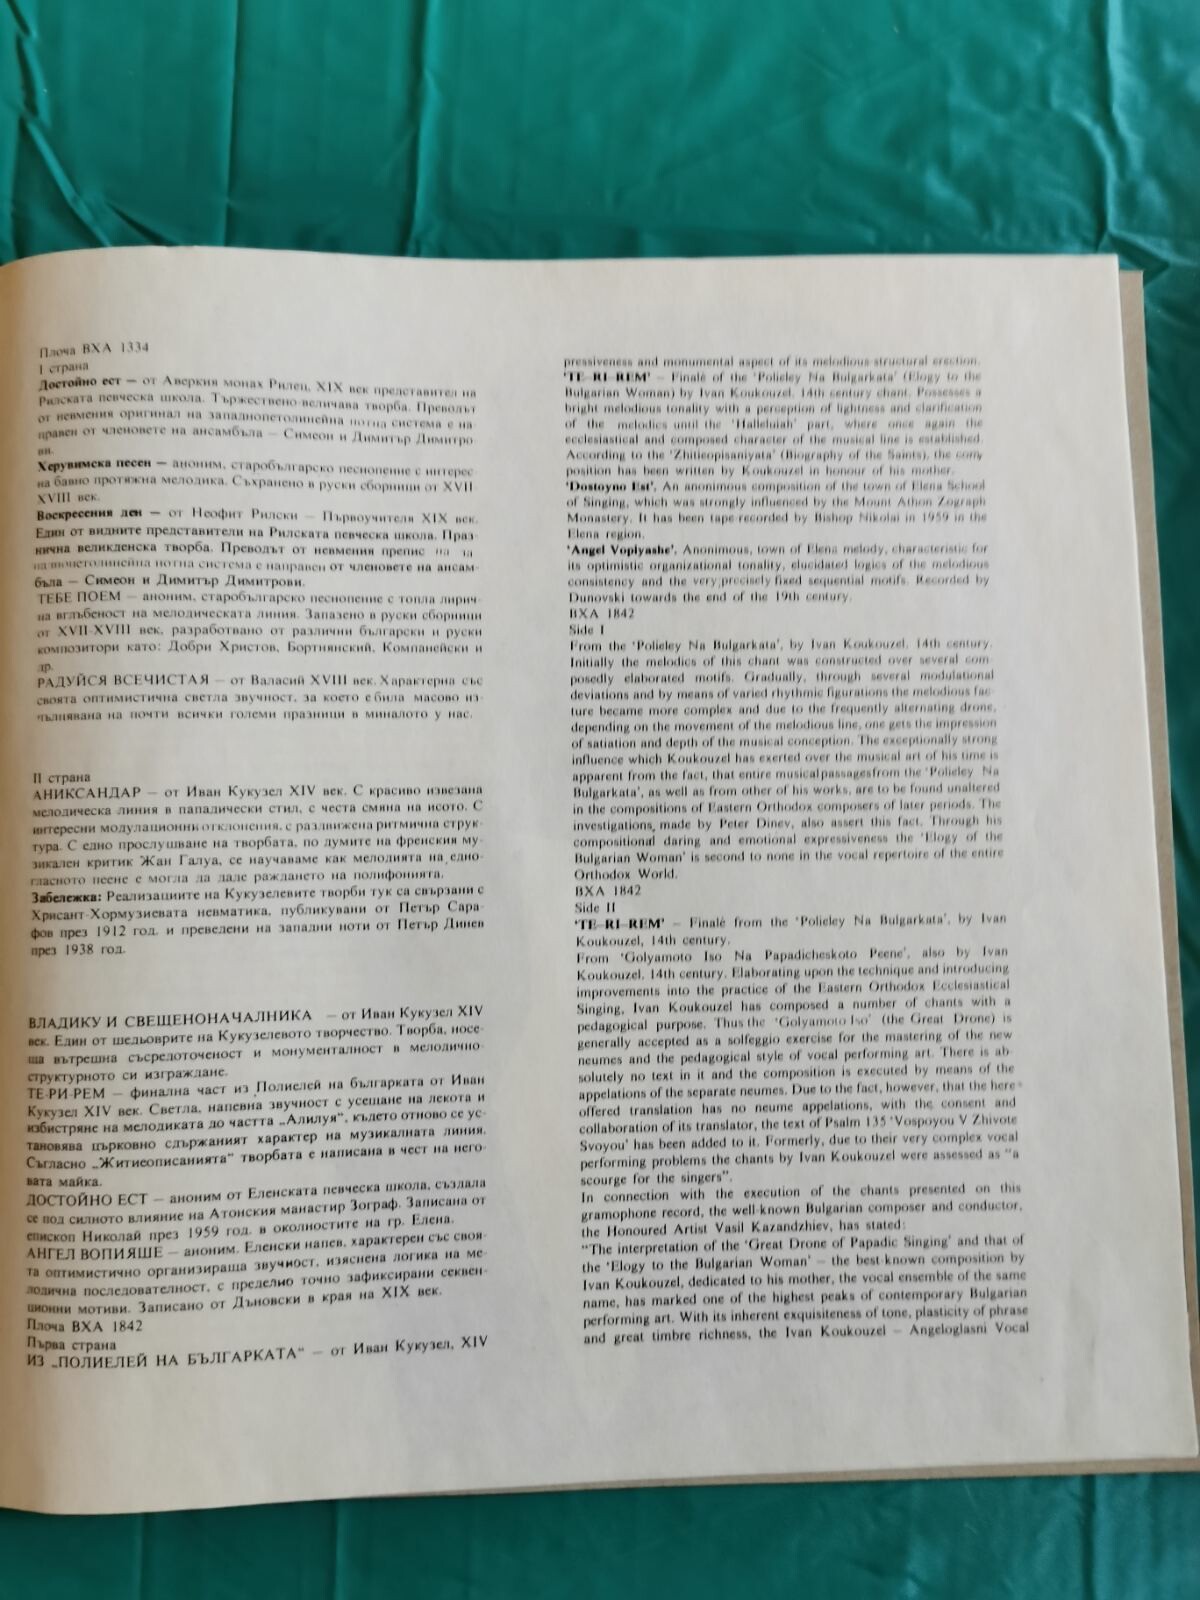 Плоча ВХА 1334
I страна
Достойно ест — от Аверкия монах Рилец, XIX век представител на
Рилската певческа школа. Тържествено величава творба. Преводът
от невмения оригинал на западнопетолинейна нотна система е на-
правен от членовете на ансамбъла — Симеон и Димитър Димитро
ви.
Херувимска песен — аноним, старобългарско песнопение с интерес
на бавно протяжна мелодика. Съхранено в руски сборници от XVII
XVIII век.
Воскресения ден — от Неофит Рилски — Първоучителя XIX век.
Един от видните представители на Рилската певческа школа. Праз
нична великденска творба. Преводът от невмения препис на за
падпопетолинейна нотна система е направен от членовете на ансам-
бъла — Симеон и Димитър Димитрови.
ТЕБЕ ПОЕМ — аноним, старобългарско песнопение с топла лирич-
на вглъбеност на мелодическата линия. Запазено в руски сборници
от XVII-XVIII век, разработвано от различни български и руски
композитори като: Добри Христов, Бортнянский, Компанейски и
др.
РАДУЙСЯ ВСЕЧИСТАЯ — от Валасий XVIII век. Характерна със
своята оптимистична светла звучност, за което е била масово из-
пълнявана на почти всички големи празници в миналото у нас.
II страна
АНИКСАНДАР — от Иван Кукузел XIV век. С красиво извезана
мелодическа линия в пападически стил, с честа смяна на исото. С
интересни модулационни отклонения, с раздвижена ритмична струк-
тура. С едно прослушване на творбата, по думите на френския му-
зикален критик Жан Галуа, се научаваме как мелодията на едно-
гласното пеене е могла да даде раждането на полифонията.
Забележка: Реализациите на Кукузелевите творби тук са свързани с
Хрисант-Хормузиевата невматика, публикувани от Петър Сара-
фов през 1912 год. и преведени на западни ноти от Петър Динев
през 1938 год.
ВЛАДИКУ И СВЕЩЕНОНАЧАЛНИКА — от Иван Кукузел XIV
век. Един от шедьоврите на Кукузелевото творчество. Творба, носе-
ща вътрешна съсредоточеност и монументалност в мелодично-
структурното си изграждане.
ТЕ-РИ-РЕМ — финална част из Полиелей на българката от Иван
Кукузел XIV век. Светла, напевна звучност с усещане на лекота и
избистряне на мелодиката до частта „Алилуя“, където отново се ус-
тановява църковно сдържаният характер на музикалната линия.
Съгласно „Житиеописанията“ творбата е написана в чест на него-
вата майка.
ДОСТОЙНО ЕСТ — аноним от Еленската певческа школа, създала
се под силното влияние на Атонския манастир Зограф. Записана от
епископ Николай през 1959 год. в околностите на гр. Елена.
АНГЕЛ ВОПИЯШЕ — аноним. Еленски напев, характерен със своя-
та оптимистично организираща звучност, изяснена логика на ме-
лодична последователност, с пределно точно зафиксирани секвен-
ционни мотиви. Записано от Дъновски в края на XIX век.
Плоча ВХА 1842
Първа страна
ИЗ „ПОЛИЕЛЕЙ НА БЪЛГАРКАТА“ — от Иван Кукузел, XIV
pressiveness and monumental aspect of its melodious-structural erection.
'TE-RI-REM' — Finale of the 'Polieley Na Bulgarkata' (Elogy to the
Bulgarian Woman) by Ivan Koukouzel, 14th century chant. Possesses a
bright melodious tonality with a perception of lightness and clarification
of the melodics until the 'Halleluiah' part, where once again the
ecclesiastical and composed character of the musical line is established.
According to the 'Zhitieopisaniyata' (Biography of the Saints), the com,
position has been written by Koukouzel in honour of his mother.
'Dostoyno Est', An anonymous composition of the town of Elena School
of Singing, which was strongly influenced by the Mount Athon Zograph
Monastery. It has been tape recorded by Bishop Nikolai in 1959 in the
Elena region.
'Angel Voplyashe', Anonimous, town of Elena melody, characteristic for
its optimistic organizational tonality, elucidated logics of the melodious
consistency and the very precisely fixed sequential motifs. Recorded by
Dunovski towards the end of the 19th century.
BXA 1842
Side I
From the 'Polieley Na Bulgarkata', by Ivan Koukouzel, 14th century.
Initially the melodics of this chant was constructed over several com
posedly elaborated motifs. Gradually, through several modulational
deviations and by means of varied rhythmic figurations the melodious fac-
ture became more complex and due to the frequently alternating drone,
depending on the movement of the melodious line, one gets the impression
of satiation and depth of the musical conception. The exceptionally strong
influence which Koukouzel has exerted over the musical art of his time is
apparent from the fact, that entire musical passages from the 'Polieley Na
Bulgarkata', as well as from other of his works, are to be found unaltered
in the compositions of Eastern Orthodox composers of later periods. The
investigations, made by Peter Dinev, also assert this fact. Through his
compositional daring and emotional expressiveness the 'Elogy of the
Bulgarian Woman' is second to none in the vocal repertoire of the entire
Orthodox World.
BXA 1842
Side II
'TE-RI-REM' — Finale from the 'Polieley Na Bulgarkata', by Ivan
Koukouzel, 14th century.
From 'Golyamoto Iso Na Papadicheskoto Peene', also by Ivan
Koukouzel, 14th century. Elaborating upon the technique and introducing
improvements into the practice of the Eastern Orthodox Ecclesiastical
Singing, Ivan Koukouzel has composed a number of chants with a
pedagogical purpose. Thus the 'Golyamoto Iso' (the Great Drone) is
generally accepted as a solfeggio exercise for the mastering of the new
neumes and the pedagogical style of vocal performing art. There is ab-
solutely no text in it and the composition is executed by means of the
appelations of the separate neumes. Due to the fact, however, that the here
offered translation has no neume appelations, with the consent and
collaboration of its translator, the text of Psalm 135 'Vospoyou V Zhivote
Svoyou' has been added to it. Formerly, due to their very complex vocal
performing problems the chants by Ivan Koukouzel were assessed as "a
scourge for the singers".
In connection with the execution of the chants presented on this
gramophone record, the well-known Bulgarian composer and conductor,
the Honoured Artist Vasil Kazandzhiev, has stated:
"The interpretation of the 'Great Drone of Papadic Singing' and that of
the 'Elogy to the Bulgarian Woman' — the best known composition by
Ivan Koukouzel, dedicated to his mother, the vocal ensemble of the same
name, has marked one of the highest peaks of contemporary Bulgarian
performing art. With its inherent exquisiteness of tone, plasticity of phrase
and great timbre richness, the Ivan Koukouzel — Angeloglasni Vocal